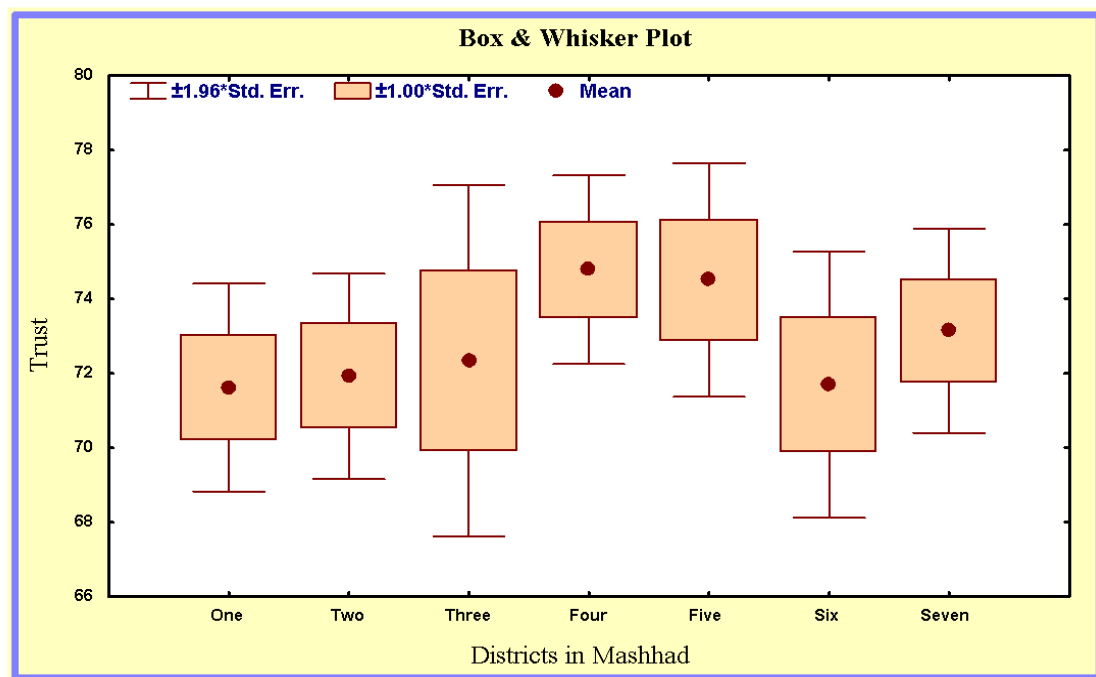 Box & Whisker Plot
±1.96*Std. Err. ±1.00*Std. Err. Mean
80
78
76
74
72
70
68
66
Trust
One Two Three Four Five Six Seven
Districts in Mashhad